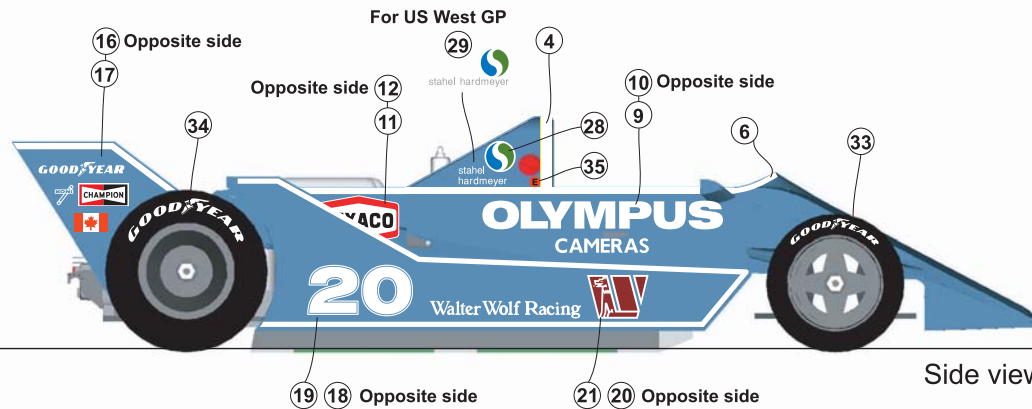 For US West GP
16 Opposite side
29
4
stahel hardmeyer
17
Opposite side 12
10 Opposite side
11
9
34
28
6
33
35
GOODYEAR
stahel
hardmeyer
E
KONI
CHAMPION
GOODYEAR
TEXACO
OLYMPUS
CAMERAS
GOODYEAR
20
Walter Wolf Racing
W
Side view
19 18 Opposite side
21 20 Opposite side